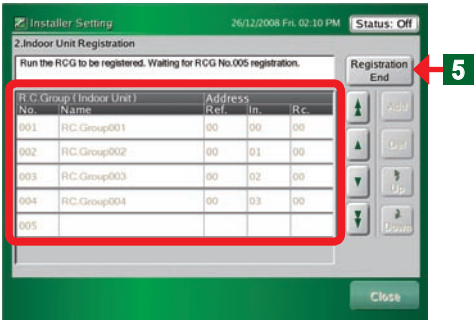 Installer Setting 26/12/2008 Fri. 02:10 PM Status: Off
2.Indoor Unit Registration
Run the RCG to be registered. Waiting for RCG No.005 registration.
Registration
End
5
R.C.Group (Indoor Unit) Address
No. Name Ref. In. Rc.
001 RC.Group001 00 00 00
Add
002 RC.Group002 00 01 00
Del
003 RC.Group003 00 02 00
Up
004 RC.Group004 00 03 00
005
Down
Close